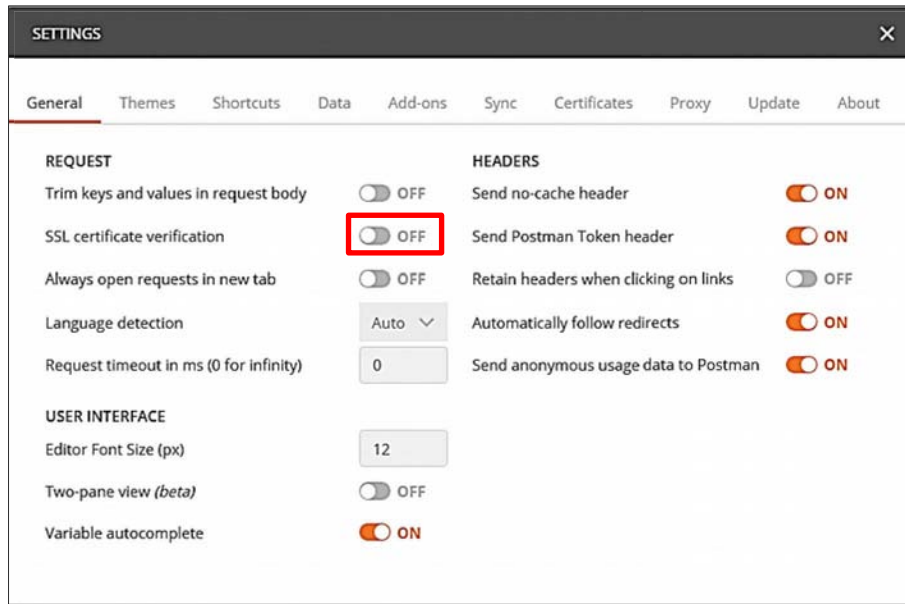 SETTINGS
General Themes Shortcuts Data Add-ons Sync Certificates Proxy Update About
REQUEST
Trim keys and values in request body OFF
SSL certificate verification OFF
Always open requests in new tab OFF
Language detection Auto
Request timeout in ms (0 for infinity) 0
USER INTERFACE
Editor Font Size (px) 12
Two-pane view (beta) OFF
Variable autocomplete ON
HEADERS
Send no-cache header ON
Send Postman Token header ON
Retain headers when clicking on links OFF
Automatically follow redirects ON
Send anonymous usage data to Postman ON